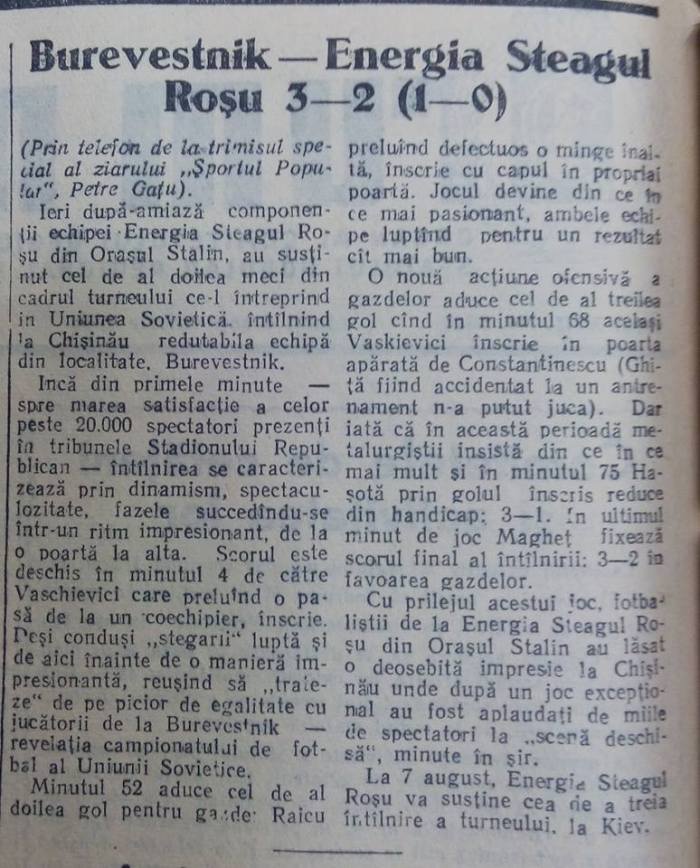 Burevestnik — Energia Steagul
Roșu 3—2 (1—0)
(Prin telefon de la trimisul spe-
cial al ziarului „Sportul Popu-
lar“, Petre Gațu).
Ieri după-amiază componen-
ții echipei Energia Steagul Ro-
șu din Orașul Stalin, au susți-
nut cel de al doilea meci din
cadrul turneului ce-l întreprind
in Uniunea Sovietică. întîlnind
la Chișinău redutabila echipă
din localitate, Burevestnik.
Incă din primele minute —
spre marea satisfacție a celor
peste 20.000 spectatori prezenți
în tribunele Stadionului Repu-
blican — întîlnirea se caracteri-
zează prin dinamism, spectacu-
lozitate, fazele succedîndu-se
într-un ritm impresionant, de la
o poartă la alta. Scorul este
deschis în minutul 4 de către
Vaschievici care preluînd o pa-
să de la un coechipier, înscrie.
Deși conduși „stegarii“ luptă și
de aici înainte de o manieră im-
presionantă, reușind să „traie-
ze“ de pe picior de egalitate cu
jucătorii de la Burevestnik —
revelația campionatului de fot-
bal al Uniunii Sovietice.
Minutul 52 aduce cel de al
doilea gol pentru gazde: Raicu
preluînd defectuos o minge înal-
tă, înscrie cu capul în propriai
poartă. Jocul devine din ce în
ce mai pasionant, ambele echi-
pe luptînd pentru un rezultat
cît mai bun.
O nouă acțiune ofensivă a
gazdelor aduce cel de al treilea
gol cînd în minutul 68 același
Vaskievici înscrie în poarta
apărată de Constantinescu (Ghi-
ță fiind accidentat la un antre-
nament n-a putut juca). Dar
iată că în această perioadă me-
talurgiștii insistă din ce în ce
mai mult și în minutul 75 Ha-
șotă prin golul înscris reduce
din handicap: 3—1. In ultimul
minut de joc Magheț fixează
scorul final al întîlnirii: 3—2 în
favoarea gazdelor.
Cu prilejul acestui joc, fotba-
liștii de la Energia Steagul Ro-
șu din Orașul Stalin au lăsat
o deosebită impresie la Chiși-
nău unde după un joc excepțio-
nal au fost aplaudați de miile
de spectatori la „scenă deschi-
să“, minute în șir.
La 7 august, Energia Steagul
Roșu va susține cea de a treia
întîlnire a turneului, la Kiev.